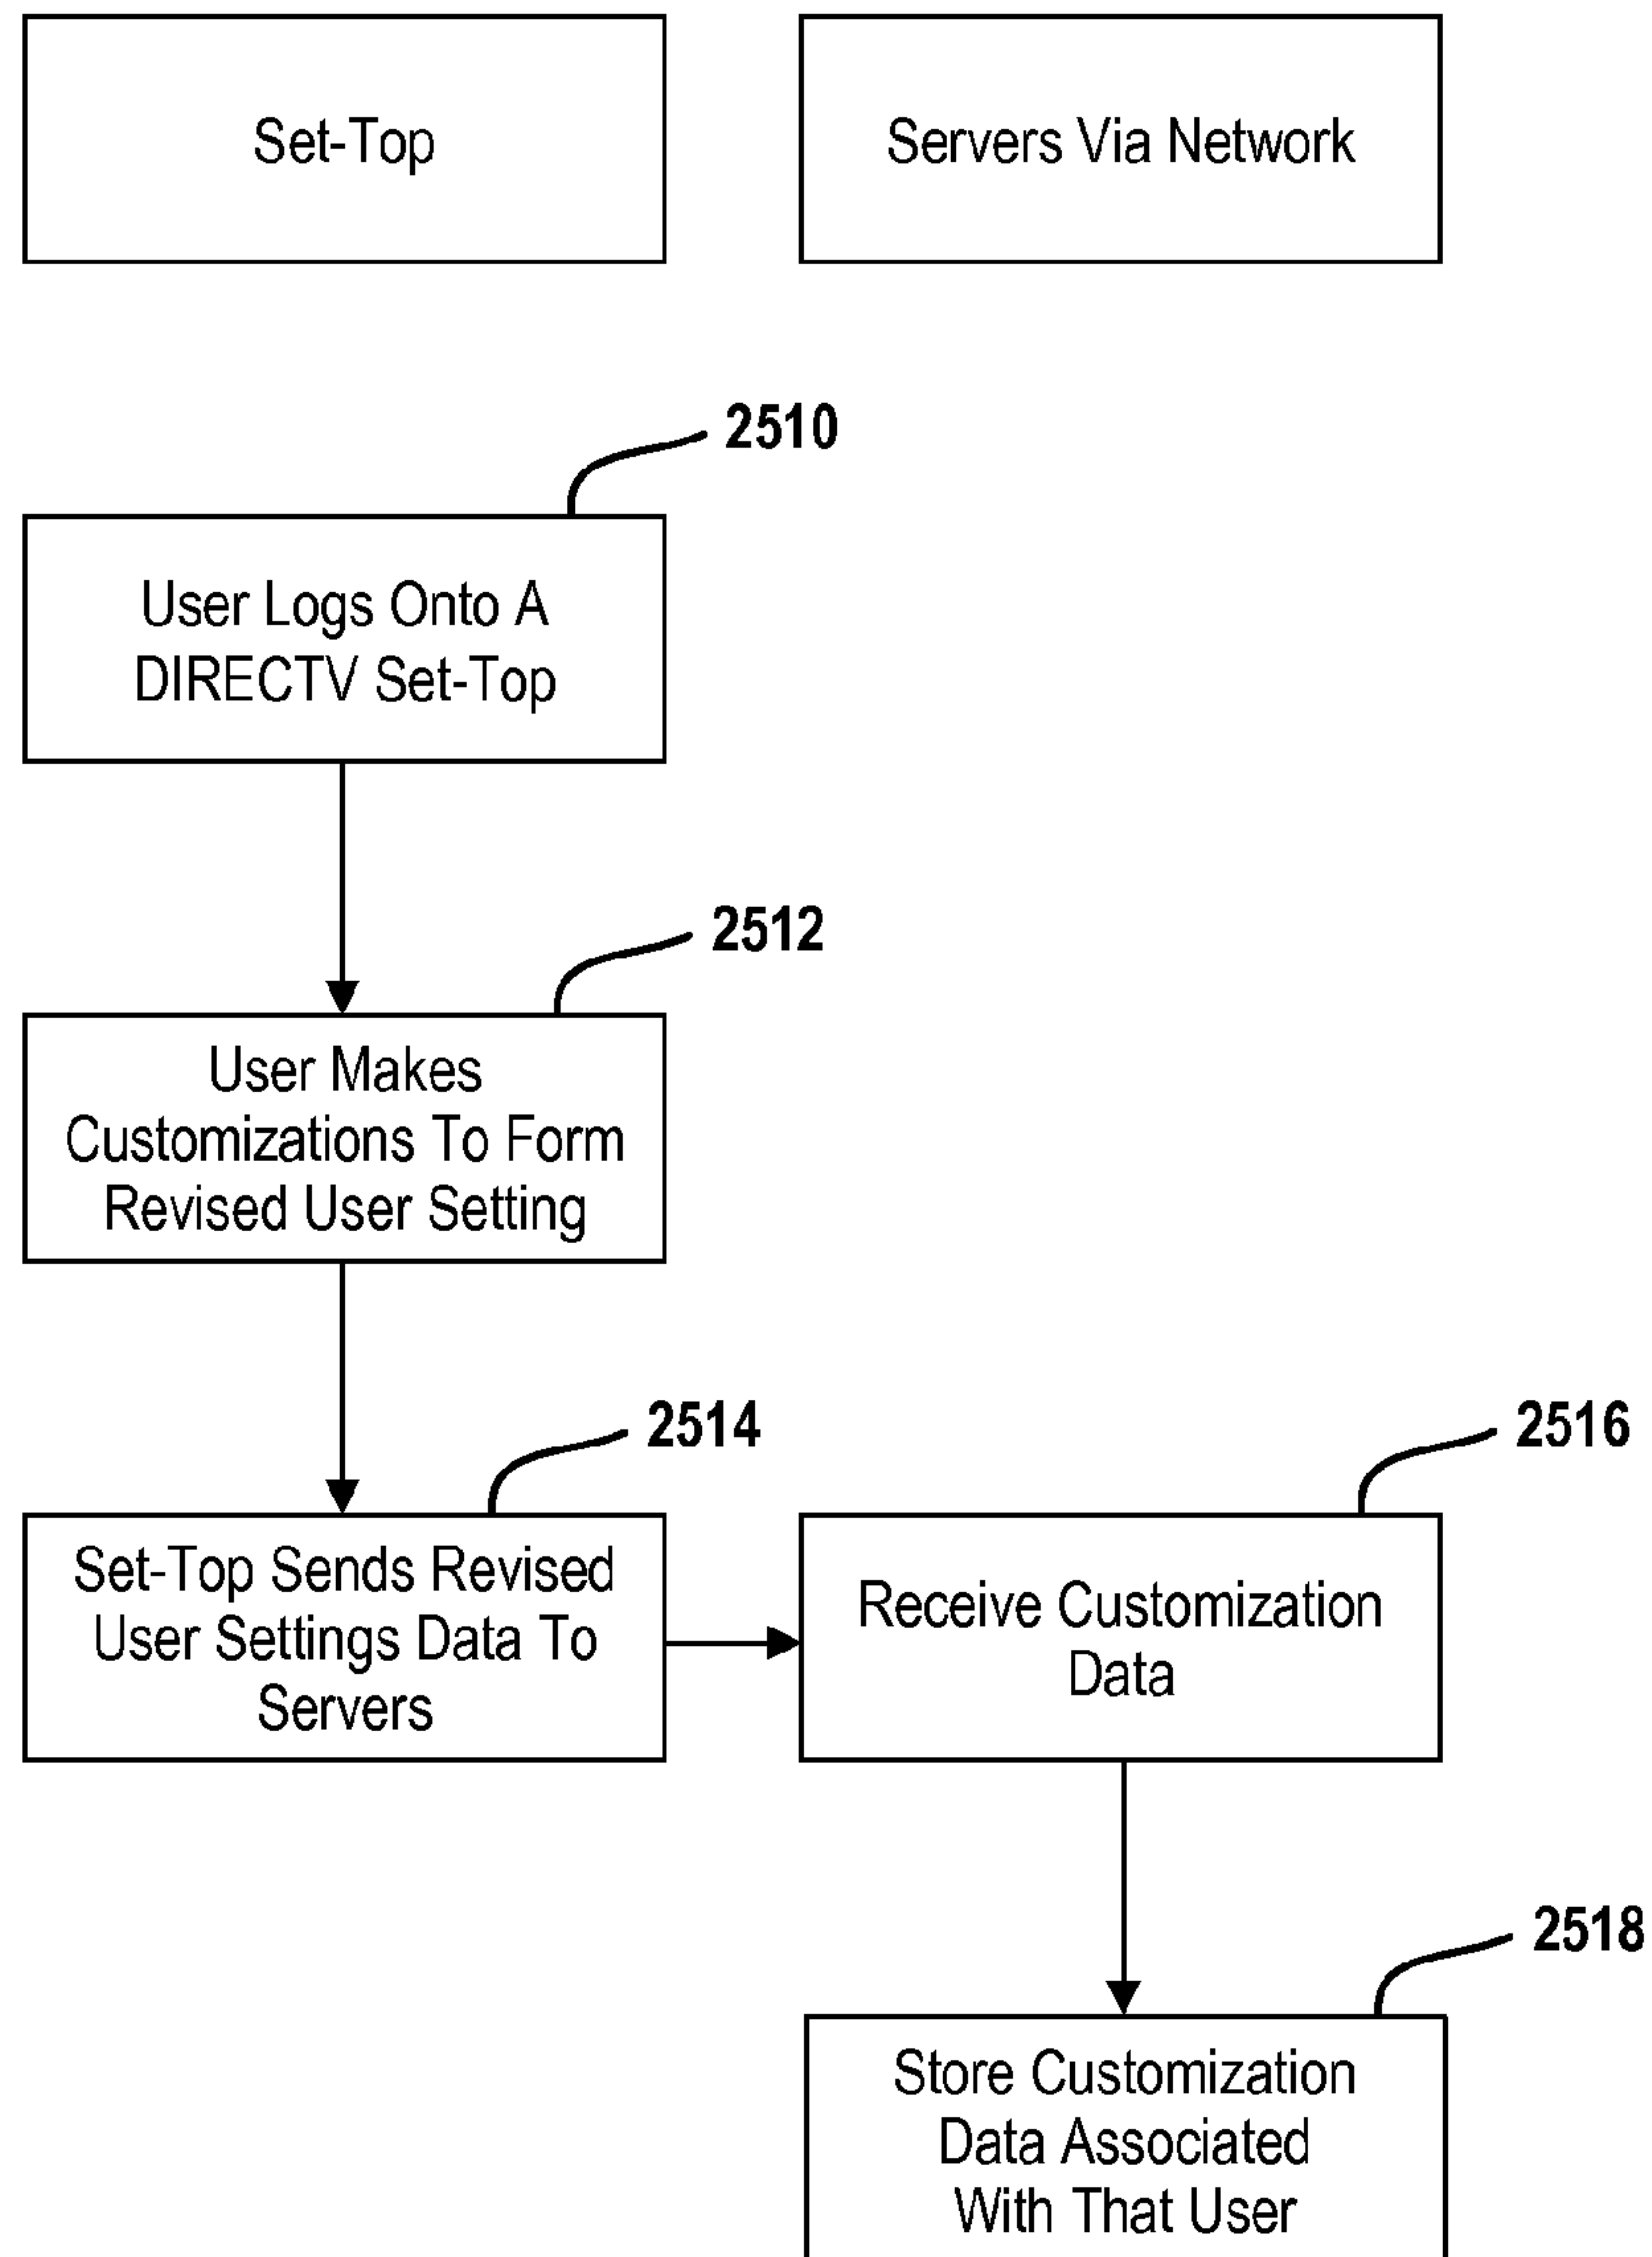 Set-Top
Servers Via Network
2510
User Logs Onto A
DIRECTV Set-Top
2512
User Makes
Customizations To Form
Revised User Setting
2514
Set-Top Sends Revised
User Settings Data To
Servers
2516
Receive Customization
Data
2518
Store Customization
Data Associated
With That User